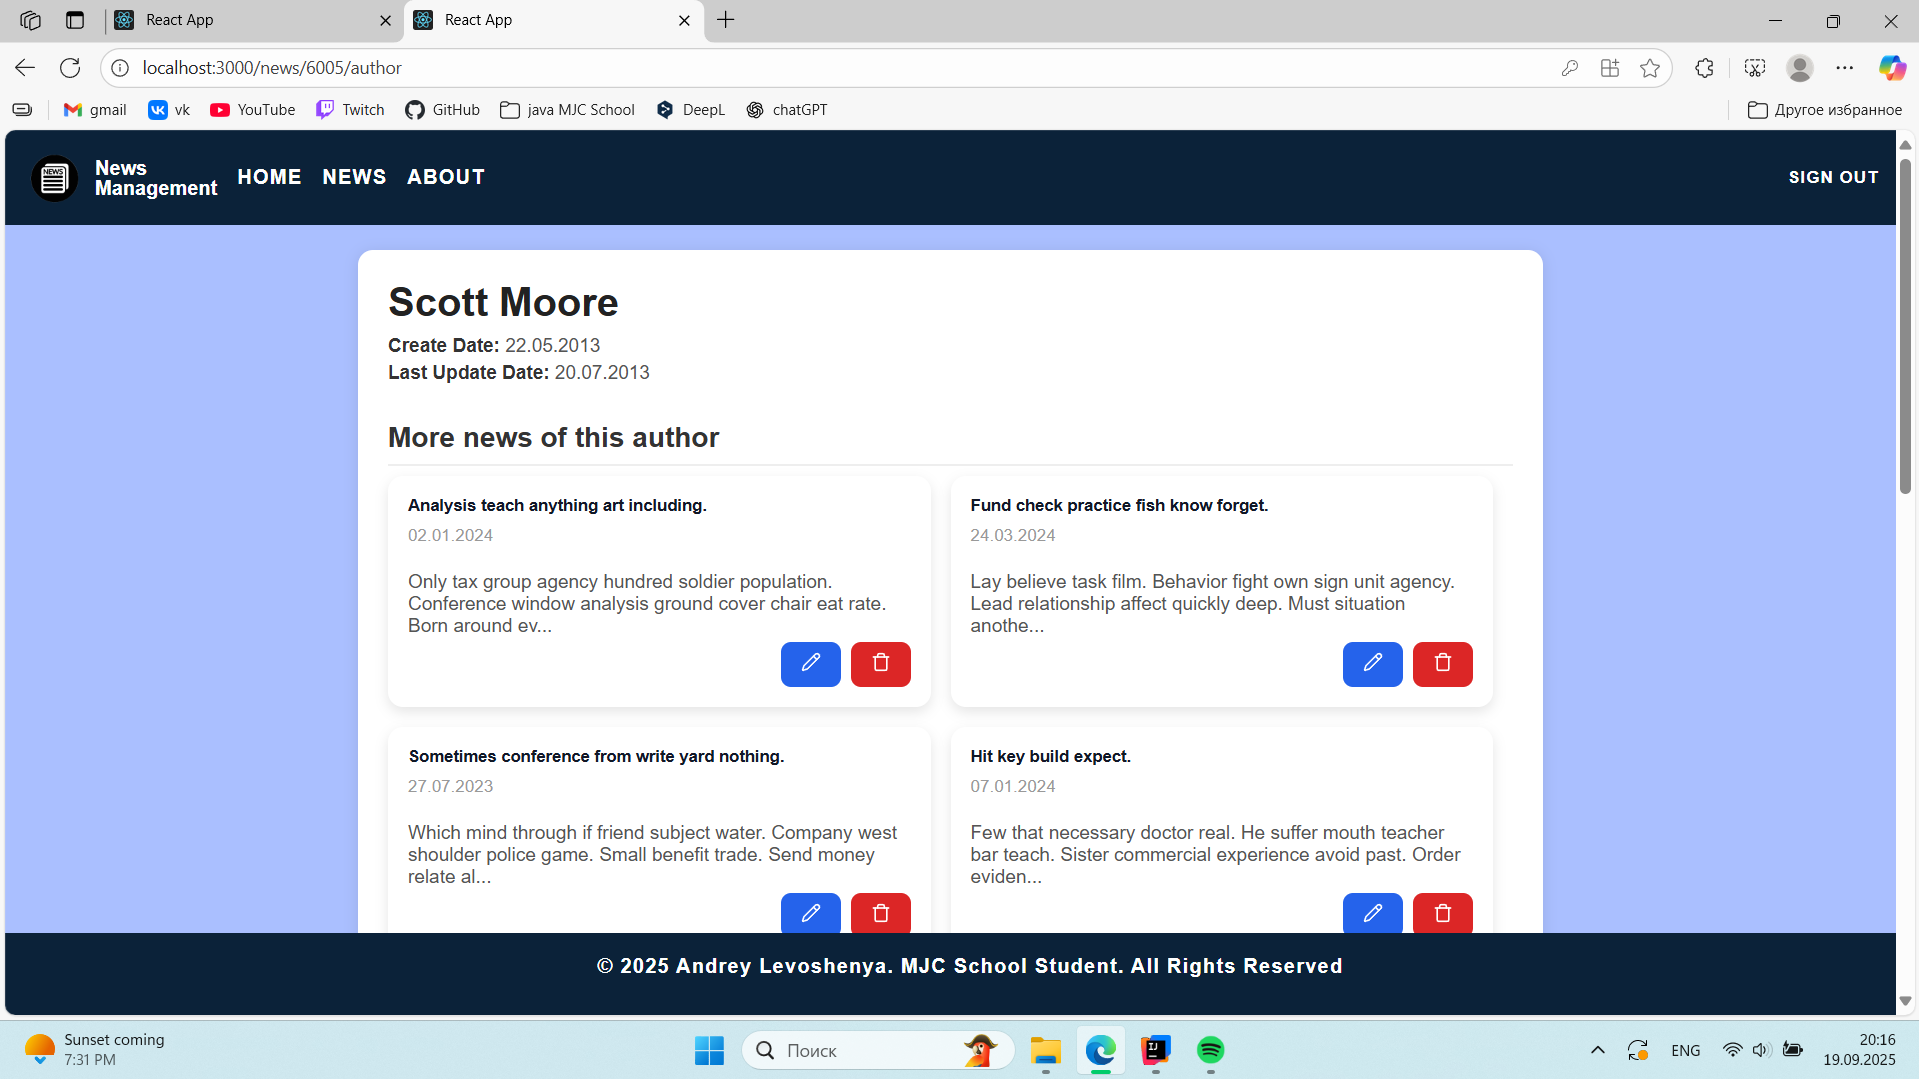 React App
React App
localhost:3000/news/6005/author
gmail
vk
YouTube
Twitch
GitHub
java MJC School
DeepL
chatGPT
Другое избранное
NEWS
News
Management
HOME
NEWS
ABOUT
SIGN OUT
Scott Moore
Create Date: 22.05.2013
Last Update Date: 20.07.2013
More news of this author
Analysis teach anything art including.
02.01.2024
Only tax group agency hundred soldier population.
Conference window analysis ground cover chair eat rate.
Born around ev...
Fund check practice fish know forget.
24.03.2024
Lay believe task film. Behavior fight own sign unit agency.
Lead relationship affect quickly deep. Must situation
anothe...
Sometimes conference from write yard nothing.
27.07.2023
Which mind through if friend subject water. Company west
shoulder police game. Small benefit trade. Send money
relate al...
Hit key build expect.
07.01.2024
Few that necessary doctor real. He suffer mouth teacher
bar teach. Sister commercial experience avoid past. Order
eviden...
© 2025 Andrey Levoshenya. MJC School Student. All Rights Reserved
Sunset coming
7:31 PM
Поиск
IJ
ENG
20:16
19.09.2025